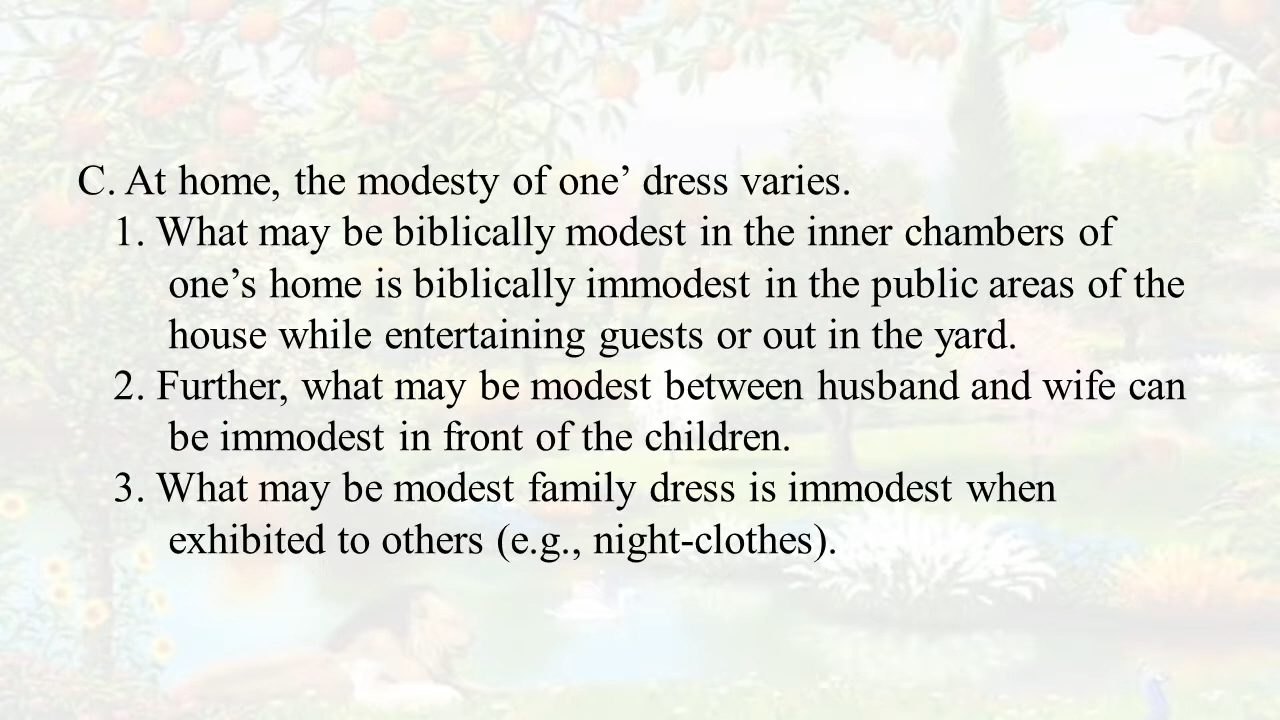 C. At home, the modesty of one’ dress varies.
1. What may be biblically modest in the inner chambers of
one’s home is biblically immodest in the public areas of the
house while entertaining guests or out in the yard.
2. Further, what may be modest between husband and wife can
be immodest in front of the children.
3. What may be modest family dress is immodest when
exhibited to others (e.g., night-clothes).